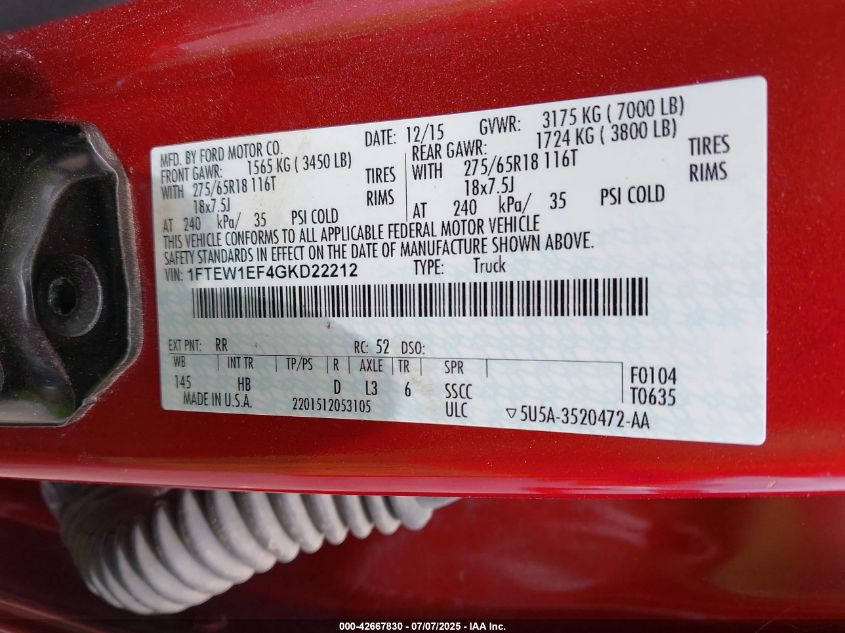 MFD. BY FORD MOTOR CO. DATE: 12/15 GVWR: 3175 KG ( 7000 LB)
FRONT GAWR: 1565 KG ( 3450 LB) REAR GAWR: 1724 KG ( 3800 LB)
WITH 275/65R18 116T TIRES WITH 275/65R18 116T TIRES
18x7.5J RIMS 18x7.5J RIMS
AT 240 kPa/ 35 PSI COLD AT 240 kPa/ 35 PSI COLD
THIS VEHICLE CONFORMS TO ALL APPLICABLE FEDERAL MOTOR VEHICLE
SAFETY STANDARDS IN EFFECT ON THE DATE OF MANUFACTURE SHOWN ABOVE.
VIN: 1FTEW1EF4GKD22212 TYPE: Truck
EXT PNT: RR RC: 52 DSO:
WB INT TR TP/PS R AXLE TR SPR F0104
145 HB D L3 6 SSCC T0635
MADE IN U.S.A. 2201512053105 ULC ▽5U5A-3520472-AA
000-42667830 - 07/07/2025 - IAA Inc.